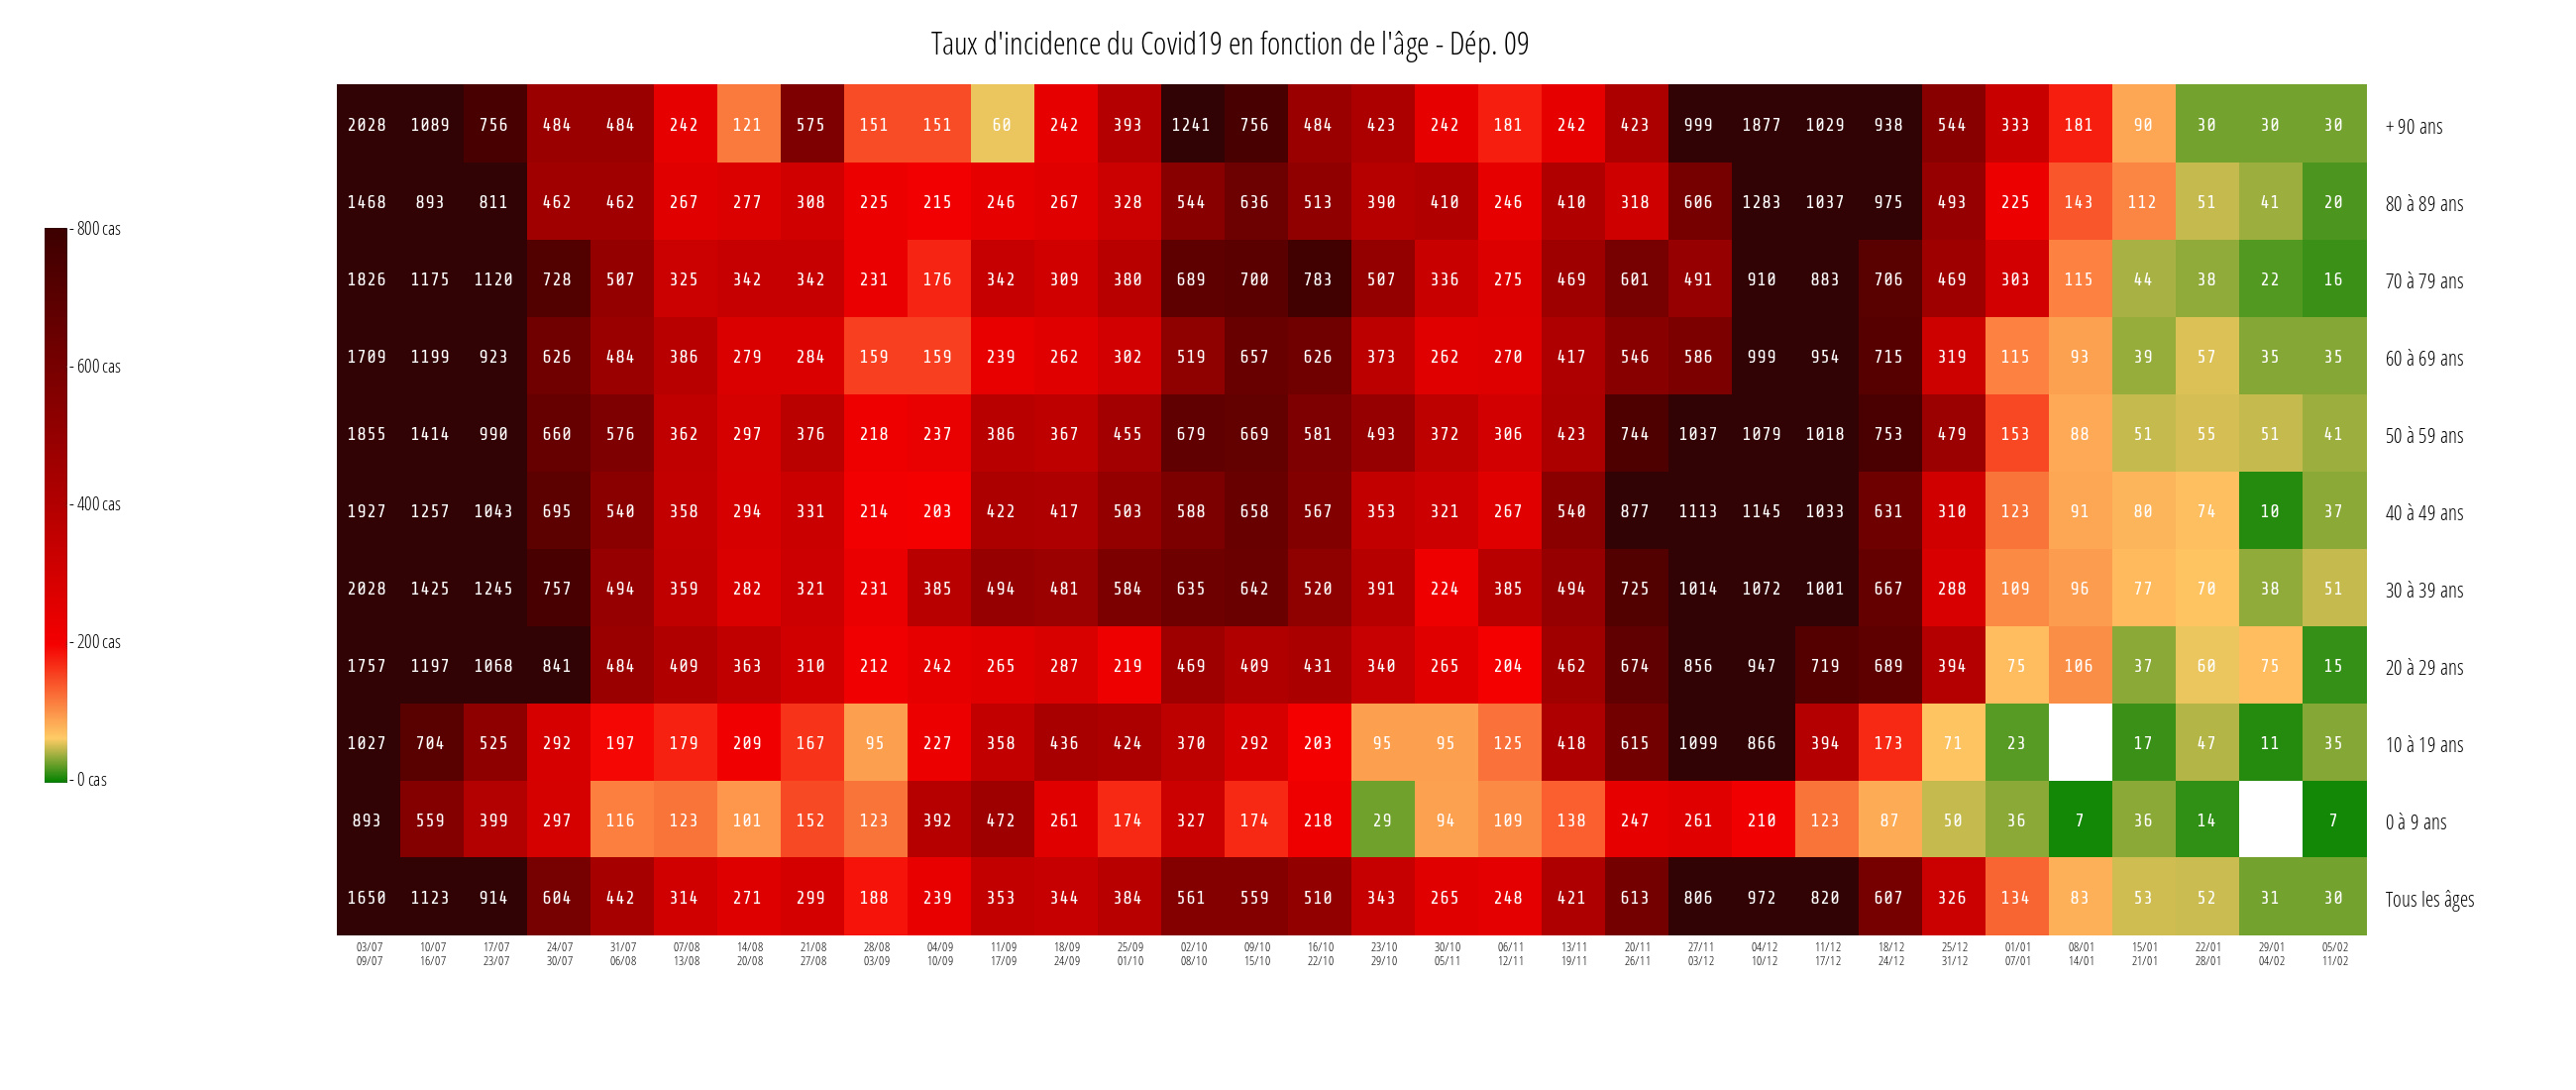 Taux d'incidence du Covid19 en fonction de l'âge - Dép. 09
2028 1089 756 484 484 242 121 575 151 151 60 242 393 1241 756 484 423 242 181 242 423 999 1877 1029 938 544 333 181 90 30 30 30 + 90 ans
1468 893 811 462 462 267 277 308 225 215 246 267 328 544 636 513 390 410 246 410 318 606 1283 1037 975 493 225 143 112 51 41 20 80 à 89 ans
- 800 cas
1826 1175 1120 728 507 325 342 342 231 176 342 309 380 689 700 783 507 336 275 469 601 491 910 883 706 469 303 115 44 38 22 16 70 à 79 ans
1709 1199 923 626 484 386 279 284 159 159 239 262 302 519 657 626 373 262 270 417 546 586 999 954 715 319 115 93 39 57 35 35 60 à 69 ans
- 600 cas
1855 1414 990 660 576 362 297 376 218 237 386 367 455 679 669 581 493 372 306 423 744 1037 1079 1018 753 479 153 88 51 55 51 41 50 à 59 ans
- 400 cas
1927 1257 1043 695 540 358 294 331 214 203 422 417 503 588 658 567 353 321 267 540 877 1113 1145 1033 631 310 123 91 80 74 10 37 40 à 49 ans
2028 1425 1245 757 494 359 282 321 231 385 494 481 584 635 642 520 391 224 385 494 725 1014 1072 1001 667 288 109 96 77 70 38 51 30 à 39 ans
- 200 cas
1757 1197 1068 841 484 409 363 310 212 242 265 287 219 469 409 431 340 265 204 462 674 856 947 719 689 394 75 106 37 60 75 15 20 à 29 ans
1027 704 525 292 197 179 209 167 95 227 358 436 424 370 292 203 95 95 125 418 615 1099 866 394 173 71 23 17 47 11 35 10 à 19 ans
- 0 cas
893 559 399 297 116 123 101 152 123 392 472 261 174 327 174 218 29 94 109 138 247 261 210 123 87 50 36 7 36 14 7 0 à 9 ans
1650 1123 914 604 442 314 271 299 188 239 353 344 384 561 559 510 343 265 248 421 613 806 972 820 607 326 134 83 53 52 31 30 Tous les âges
03/07 10/07 17/07 24/07 31/07 07/08 14/08 21/08 28/08 04/09 11/09 18/09 25/09 02/10 09/10 16/10 23/10 30/10 06/11 13/11 20/11 27/11 04/12 11/12 18/12 25/12 01/01 08/01 15/01 22/01 29/01 05/02
09/07 16/07 23/07 30/07 06/08 13/08 20/08 27/08 03/09 10/09 17/09 24/09 01/10 08/10 15/10 22/10 29/10 05/11 12/11 19/11 26/11 03/12 10/12 17/12 24/12 31/12 07/01 14/01 21/01 28/01 04/02 11/02